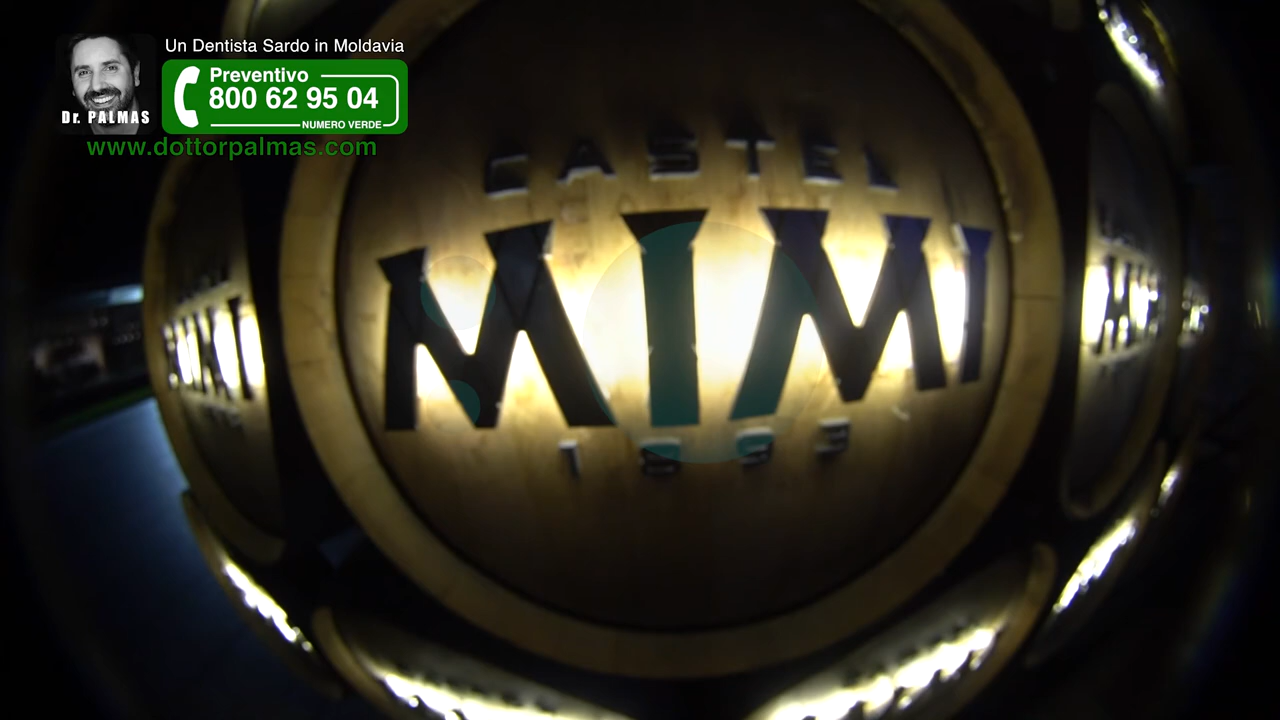 Un Dentista Sardo in Moldavia
Preventivo
800 62 95 04
NUMERO VERDE
Dr. PALMAS
www.dottorpalmas.com
CASTEL
MIMI
1893